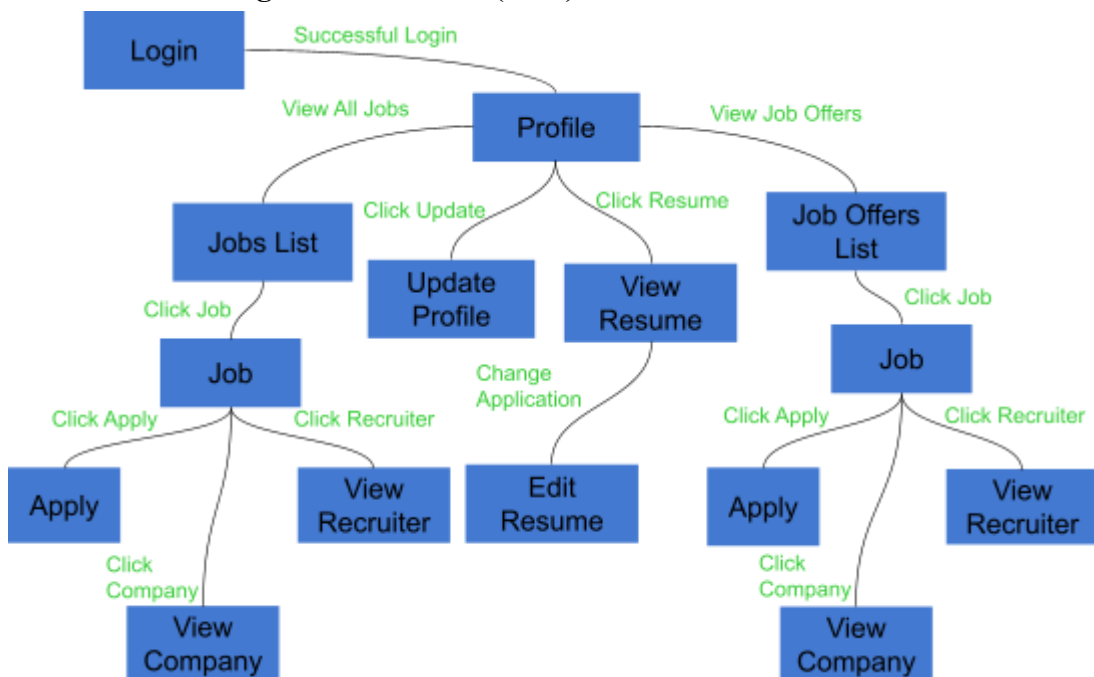 Login
Successful Login
View All Jobs
Profile
View Job Offers
Jobs List
Click Update
Click Resume
Job Offers
List
Update
Profile
View
Resume
Click Job
Click Job
Job
Change
Application
Job
Click Apply
Click Recruiter
Click Apply
Click Recruiter
Apply
View
Recruiter
Edit
Resume
Apply
View
Recruiter
Click
Company
Click
Company
View
Company
View
Company